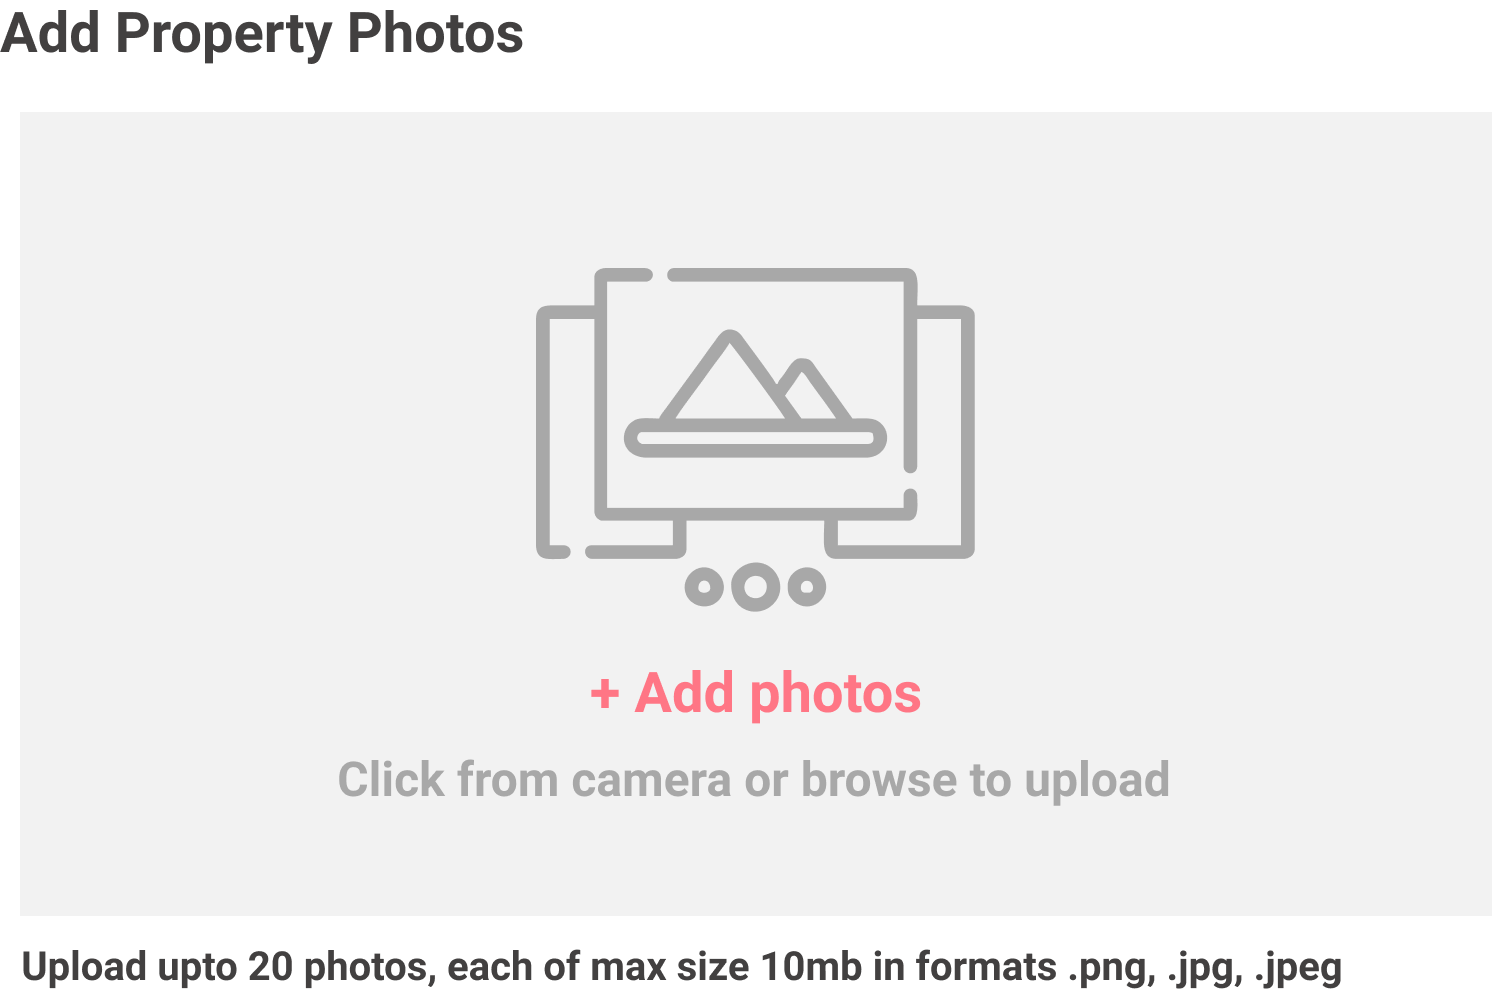 Add Property Photos
+ Add photos
Click from camera or browse to upload
Upload upto 20 photos, each of max size 10mb in formats .png, .jpg, .jpeg